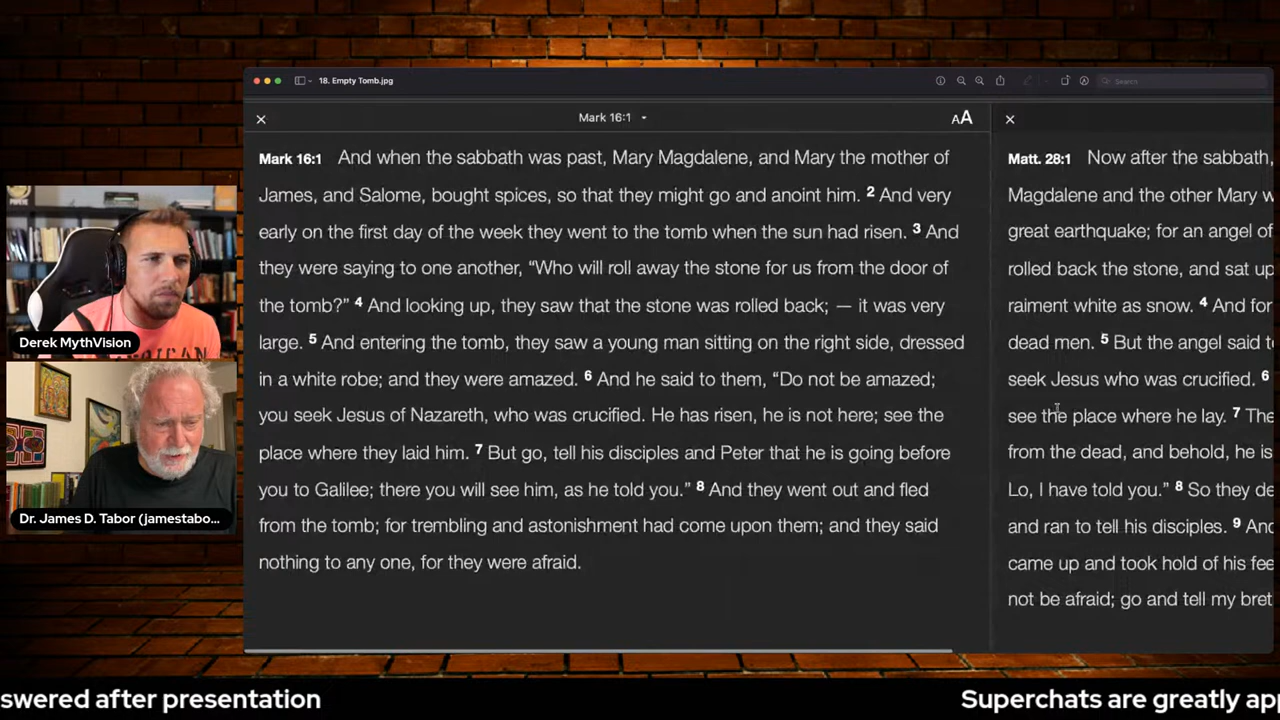 18. Empty Tomb.jpg
Search
Mark 16:1
AA
Mark 16:1 And when the sabbath was past, Mary Magdalene, and Mary the mother of
James, and Salome, bought spices, so that they might go and anoint him. 2 And very
early on the first day of the week they went to the tomb when the sun had risen. 3 And
they were saying to one another, “Who will roll away the stone for us from the door of
the tomb?” 4 And looking up, they saw that the stone was rolled back; — it was very
large. 5 And entering the tomb, they saw a young man sitting on the right side, dressed
in a white robe; and they were amazed. 6 And he said to them, “Do not be amazed;
you seek Jesus of Nazareth, who was crucified. He has risen, he is not here; see the
place where they laid him. 7 But go, tell his disciples and Peter that he is going before
you to Galilee; there you will see him, as he told you.” 8 And they went out and fled
from the tomb; for trembling and astonishment had come upon them; and they said
nothing to any one, for they were afraid.
Matt. 28:1 Now after the sabbath,
Magdalene and the other Mary w
great earthquake; for an angel of
rolled back the stone, and sat up
raiment white as snow. 4 And for
dead men. 5 But the angel said t
seek Jesus who was crucified. 6
see the place where he lay. 7 The
from the dead, and behold, he is
Lo, I have told you.” 8 So they de
and ran to tell his disciples. 9 And
came up and took hold of his fee
not be afraid; go and tell my bret
Derek MythVision
Dr. James D. Tabor (jamestabo...
swered after presentation
Superchats are greatly app